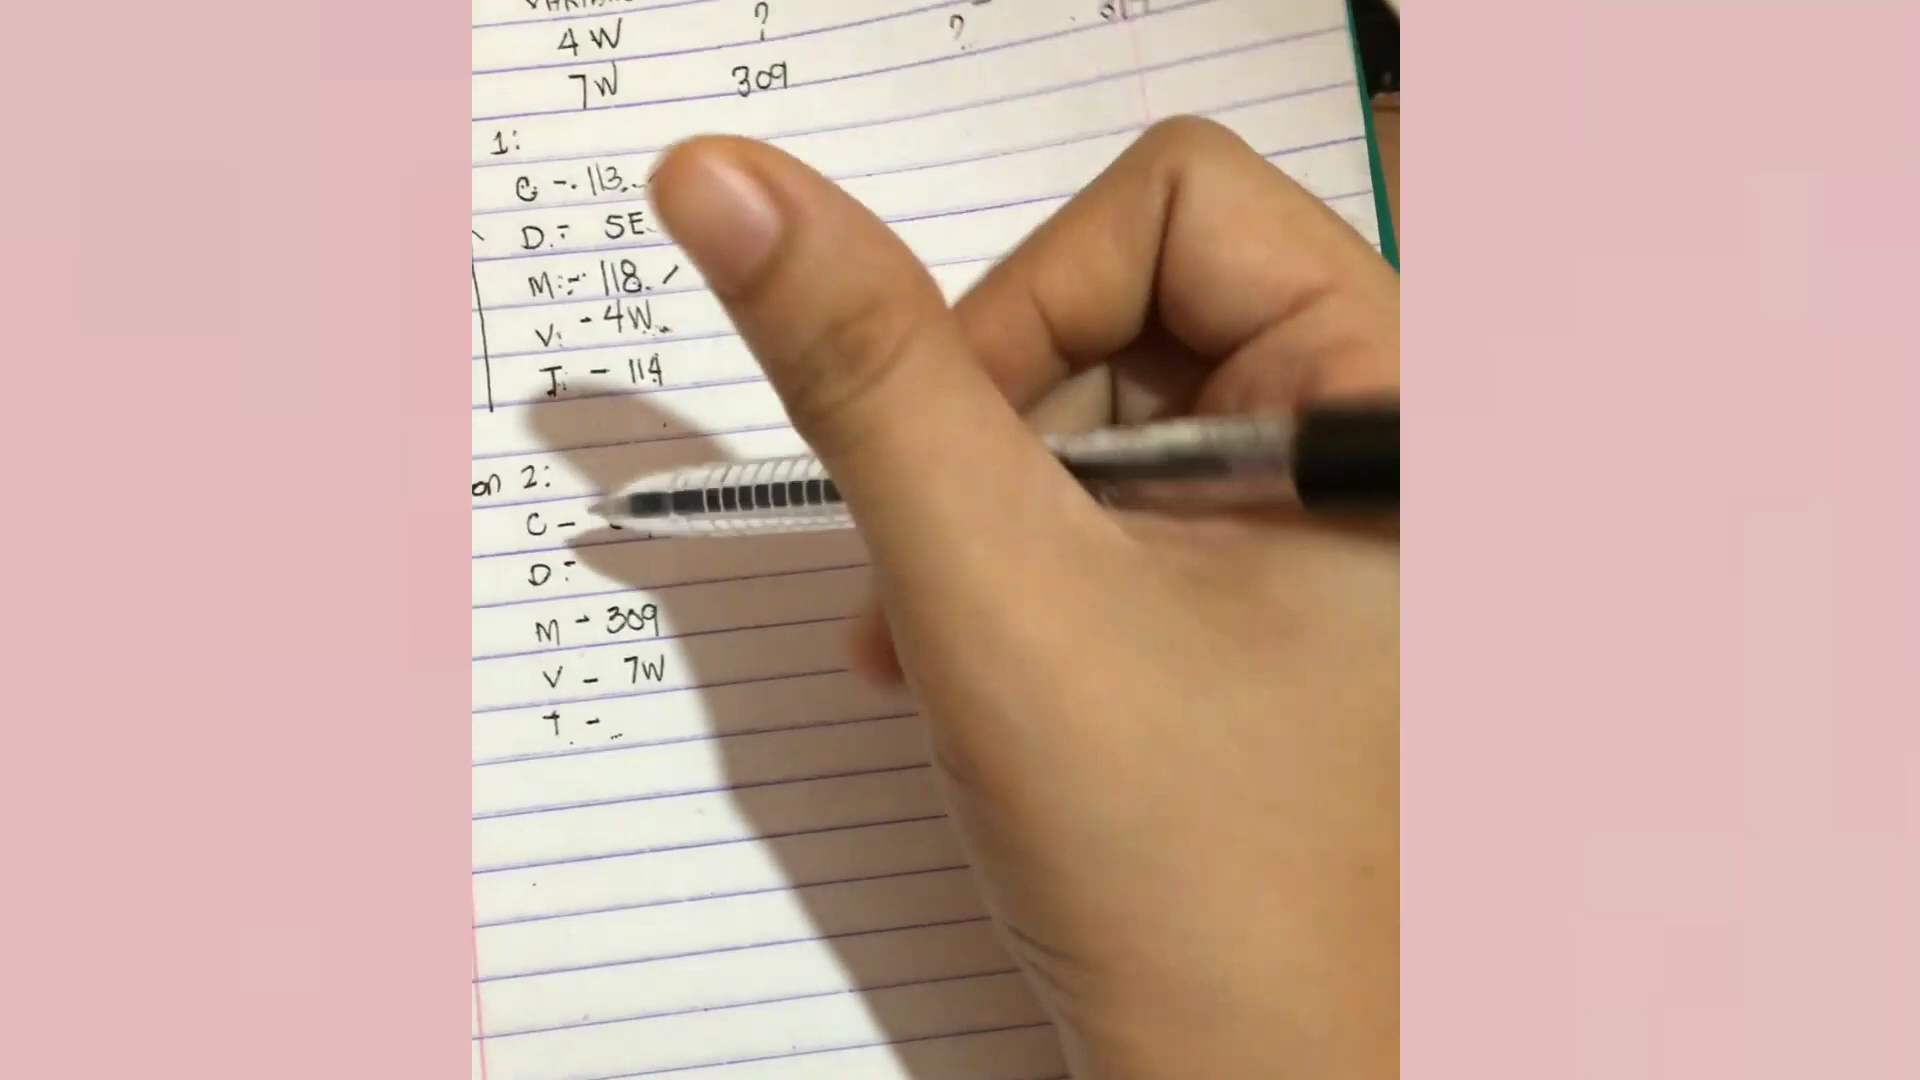 4W ? ?
7W 309
1:
C - 113.
D: SE
M: - 118.
V: - 4W
T: - 114
on 2:
C -
D:
M - 309
V - 7W
T -